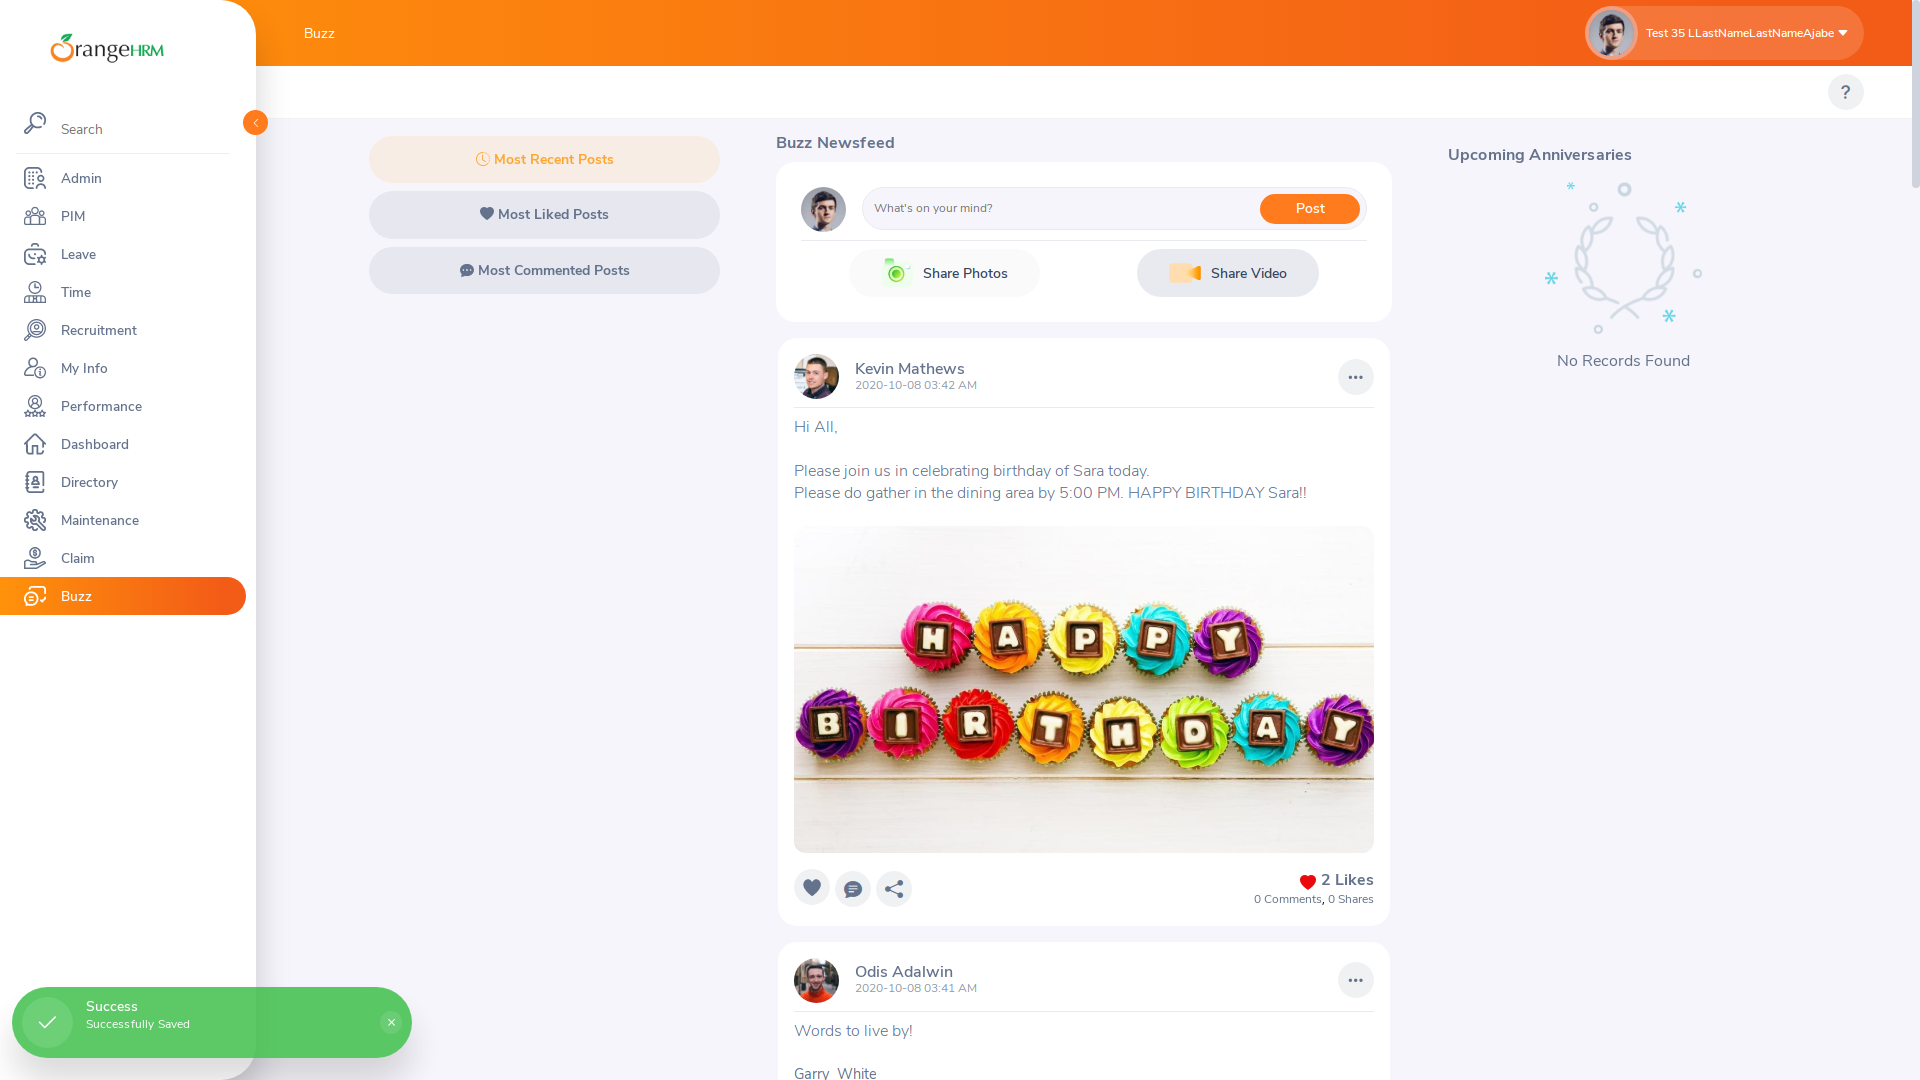 OrangeHRM
Search
Admin
PIM
Leave
Time
Recruitment
My Info
Performance
Dashboard
Directory
Maintenance
Claim
Buzz
Buzz
Test 35 LLastNameLastNameAjabe
?
Most Recent Posts
Most Liked Posts
Most Commented Posts
Buzz Newsfeed
What's on your mind?
Post
Share Photos
Share Video
Kevin Mathews
2020-10-08 03:42 AM
Hi All,
Please join us in celebrating birthday of Sara today.
Please do gather in the dining area by 5:00 PM. HAPPY BIRTHDAY Sara!!
HAPPY
BIRTHDAY
2 Likes
0 Comments, 0 Shares
Odis Adalwin
2020-10-08 03:41 AM
Words to live by!
Garry White
Upcoming Anniversaries
No Records Found
Success
Successfully Saved